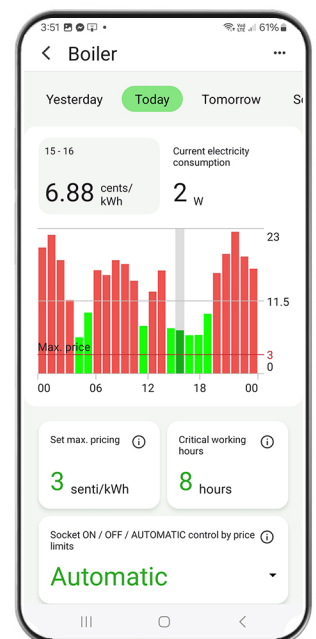 3:51 61%
Boiler
Yesterday Today Tomorrow
15 - 16
6.88 cents/
kWh
Current electricity
consumption
2 W
23
11.5
Max. price
3
0
00 06 12 18 00
Set max. pricing
3 senti/kWh
Critical working
hours
8 hours
Socket ON / OFF / AUTOMATIC control by price
limits
Automatic